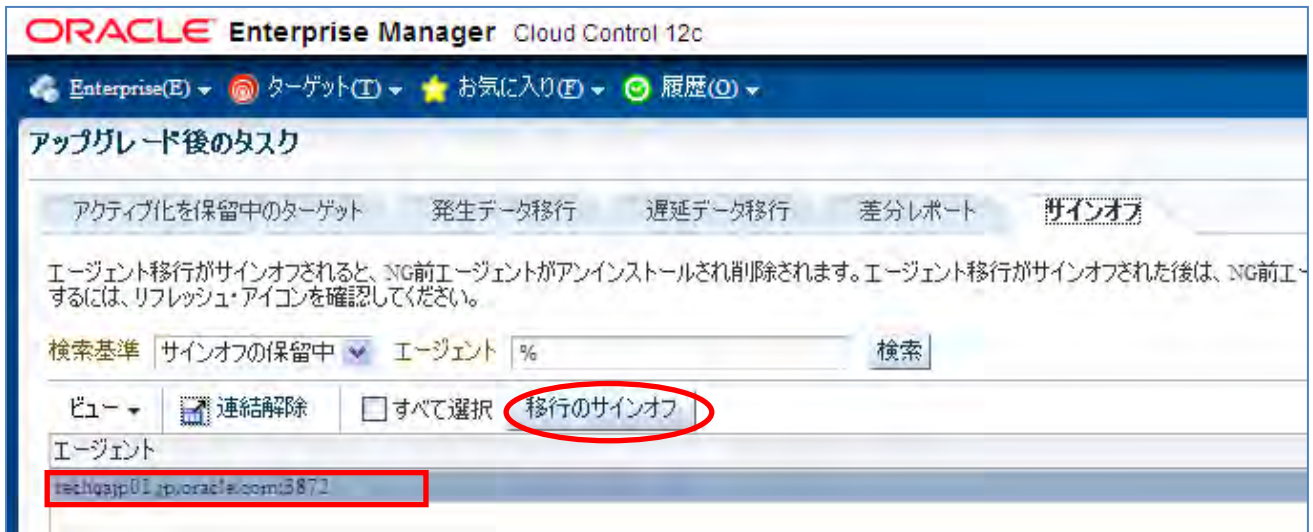 ORACLE Enterprise Manager Cloud Control 12c
Enterprise(E) ターゲット(T) お気に入り(F) 履歴(O)
アップグレード後のタスク
アクティブ化を保留中のターゲット 発生データ移行 遅延データ移行 差分レポート サインオフ
エージェント移行がサインオフされると、NG前エージェントがアンインストールされ削除されます。エージェント移行がサインオフされた後は、NG前エー
するには、リフレッシュ・アイコンを確認してください。
検索基準 サインオフの保留中 エージェント % 検索
ビュー 連結解除 すべて選択 移行のサインオフ
エージェント